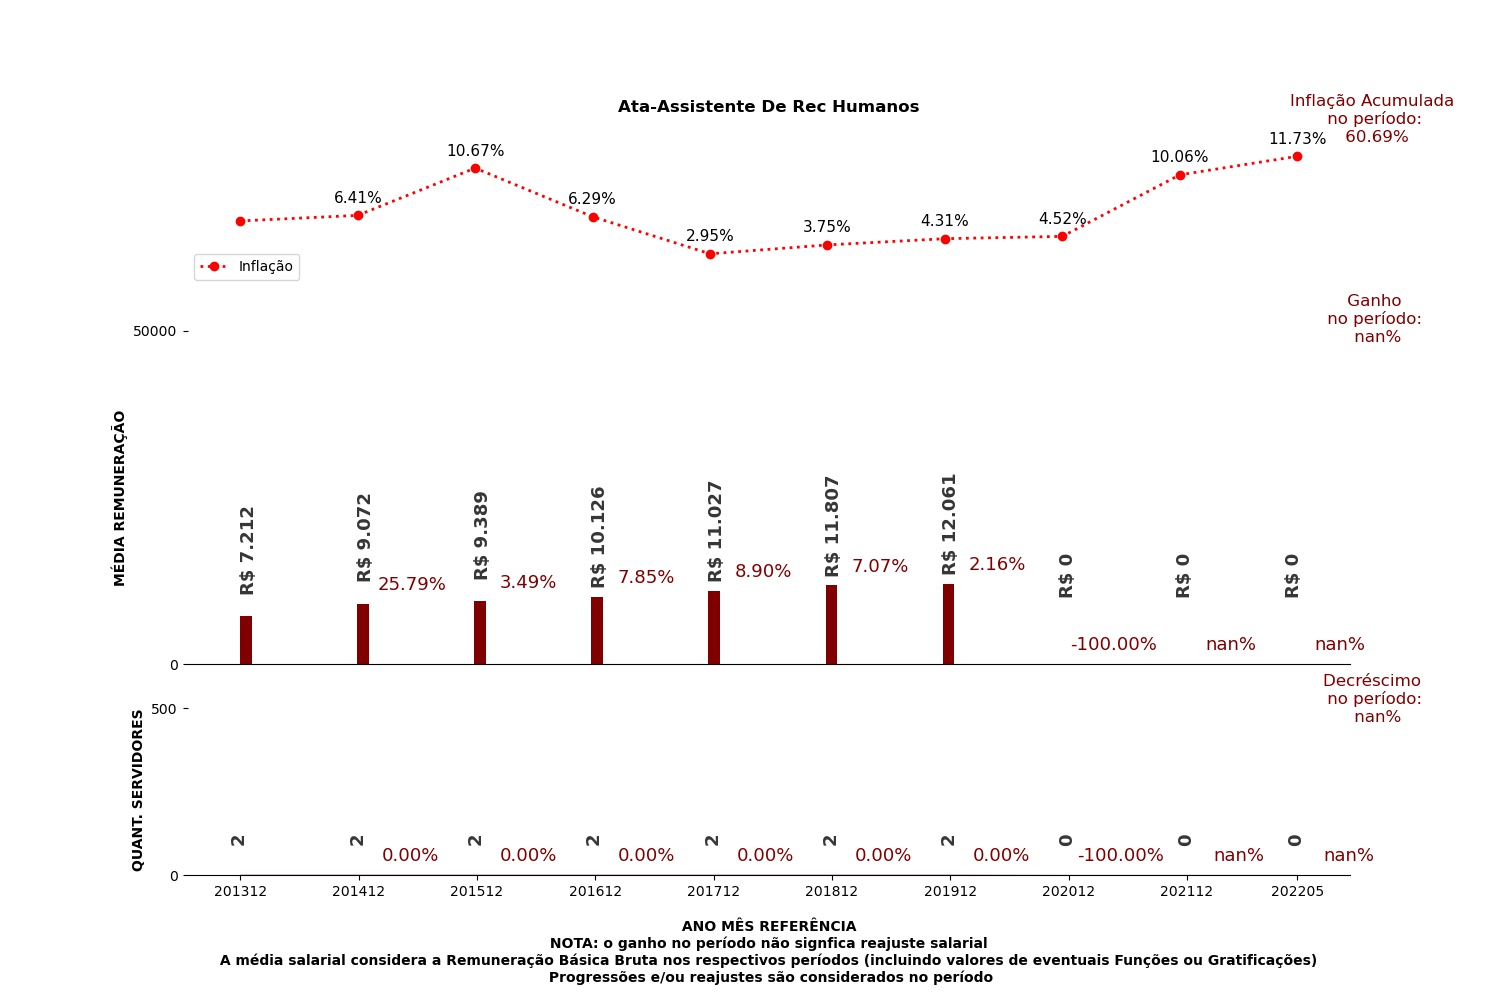 Ata-Assistente De Rec Humanos
Inflação Acumulada
no período:
60.69%
6.41%
10.67%
6.29%
2.95%
3.75%
4.31%
4.52%
10.06%
11.73%
Inflação
Ganho
no período:
nan%
50000
0
MÉDIA REMUNERAÇÃO
R$ 7.212
R$ 9.072
R$ 9.389
R$ 10.126
R$ 11.027
R$ 11.807
R$ 12.061
R$ 0
R$ 0
R$ 0
25.79%
3.49%
7.85%
8.90%
7.07%
2.16%
-100.00%
nan%
nan%
Decréscimo
no período:
nan%
500
0
QUANT. SERVIDORES
2
2
2
2
2
2
2
0
0
0
0.00%
0.00%
0.00%
0.00%
0.00%
0.00%
-100.00%
nan%
nan%
201312
201412
201512
201612
201712
201812
201912
202012
202112
202205
ANO MÊS REFERÊNCIA
NOTA: o ganho no período não signfica reajuste salarial
A média salarial considera a Remuneração Básica Bruta nos respectivos períodos (incluindo valores de eventuais Funções ou Gratificações)
Progressões e/ou reajustes são considerados no período